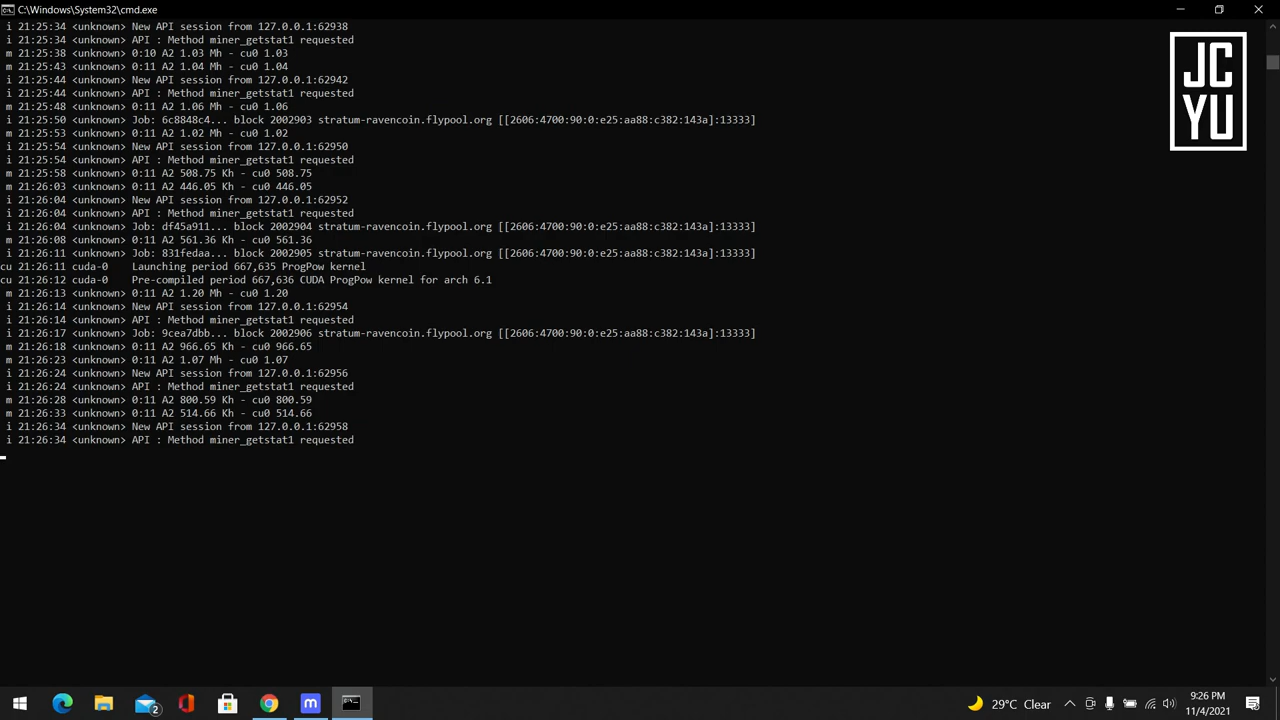 C:\Windows\System32\cmd.exe
i 21:25:34 <unknown> New API session from 127.0.0.1:62938
i 21:25:34 <unknown> API : Method miner_getstat1 requested
m 21:25:38 <unknown> 0:10 A2 1.03 Mh - cu0 1.03
m 21:25:43 <unknown> 0:11 A2 1.04 Mh - cu0 1.04
i 21:25:44 <unknown> New API session from 127.0.0.1:62942
i 21:25:44 <unknown> API : Method miner_getstat1 requested
m 21:25:48 <unknown> 0:11 A2 1.06 Mh - cu0 1.06
i 21:25:50 <unknown> Job: 6c8848c4... block 2002903 stratum-ravencoin.flypool.org [[2606:4700:90:0:e25:aa88:c382:143a]:13333]
m 21:25:53 <unknown> 0:11 A2 1.02 Mh - cu0 1.02
i 21:25:54 <unknown> New API session from 127.0.0.1:62950
i 21:25:54 <unknown> API : Method miner_getstat1 requested
m 21:25:58 <unknown> 0:11 A2 508.75 Kh - cu0 508.75
m 21:26:03 <unknown> 0:11 A2 446.05 Kh - cu0 446.05
i 21:26:04 <unknown> New API session from 127.0.0.1:62952
i 21:26:04 <unknown> API : Method miner_getstat1 requested
i 21:26:04 <unknown> Job: df45a911... block 2002904 stratum-ravencoin.flypool.org [[2606:4700:90:0:e25:aa88:c382:143a]:13333]
m 21:26:08 <unknown> 0:11 A2 561.36 Kh - cu0 561.36
i 21:26:11 <unknown> Job: 831fedaa... block 2002905 stratum-ravencoin.flypool.org [[2606:4700:90:0:e25:aa88:c382:143a]:13333]
cu 21:26:11 cuda-0 Launching period 667,635 ProgPow kernel
cu 21:26:12 cuda-0 Pre-compiled period 667,636 CUDA ProgPow kernel for arch 6.1
m 21:26:13 <unknown> 0:11 A2 1.20 Mh - cu0 1.20
i 21:26:14 <unknown> New API session from 127.0.0.1:62954
i 21:26:14 <unknown> API : Method miner_getstat1 requested
i 21:26:17 <unknown> Job: 9cea7dbb... block 2002906 stratum-ravencoin.flypool.org [[2606:4700:90:0:e25:aa88:c382:143a]:13333]
m 21:26:18 <unknown> 0:11 A2 966.65 Kh - cu0 966.65
m 21:26:23 <unknown> 0:11 A2 1.07 Mh - cu0 1.07
i 21:26:24 <unknown> New API session from 127.0.0.1:62956
i 21:26:24 <unknown> API : Method miner_getstat1 requested
m 21:26:28 <unknown> 0:11 A2 800.59 Kh - cu0 800.59
m 21:26:33 <unknown> 0:11 A2 514.66 Kh - cu0 514.66
i 21:26:34 <unknown> New API session from 127.0.0.1:62958
i 21:26:34 <unknown> API : Method miner_getstat1 requested
JC
YU
2
m
C:\_
29°C Clear
9:26 PM
11/4/2021